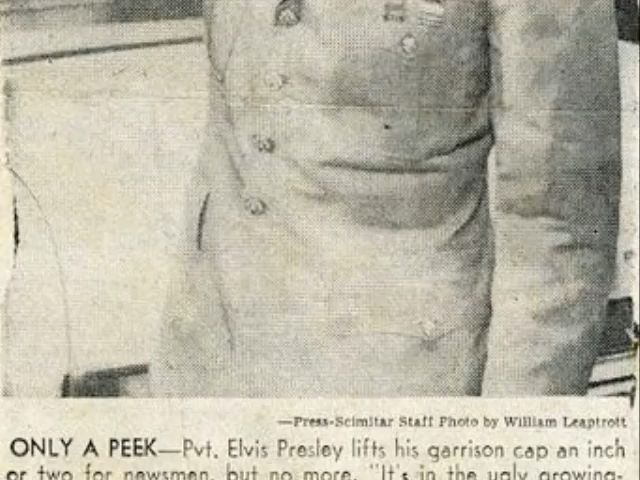 —Press-Scimitar Staff Photo by William Leaptrott
ONLY A PEEK—Pvt. Elvis Presley lifts his garrison cap an inch
or two for newsmen, but no more. "It's in the ugly growing-